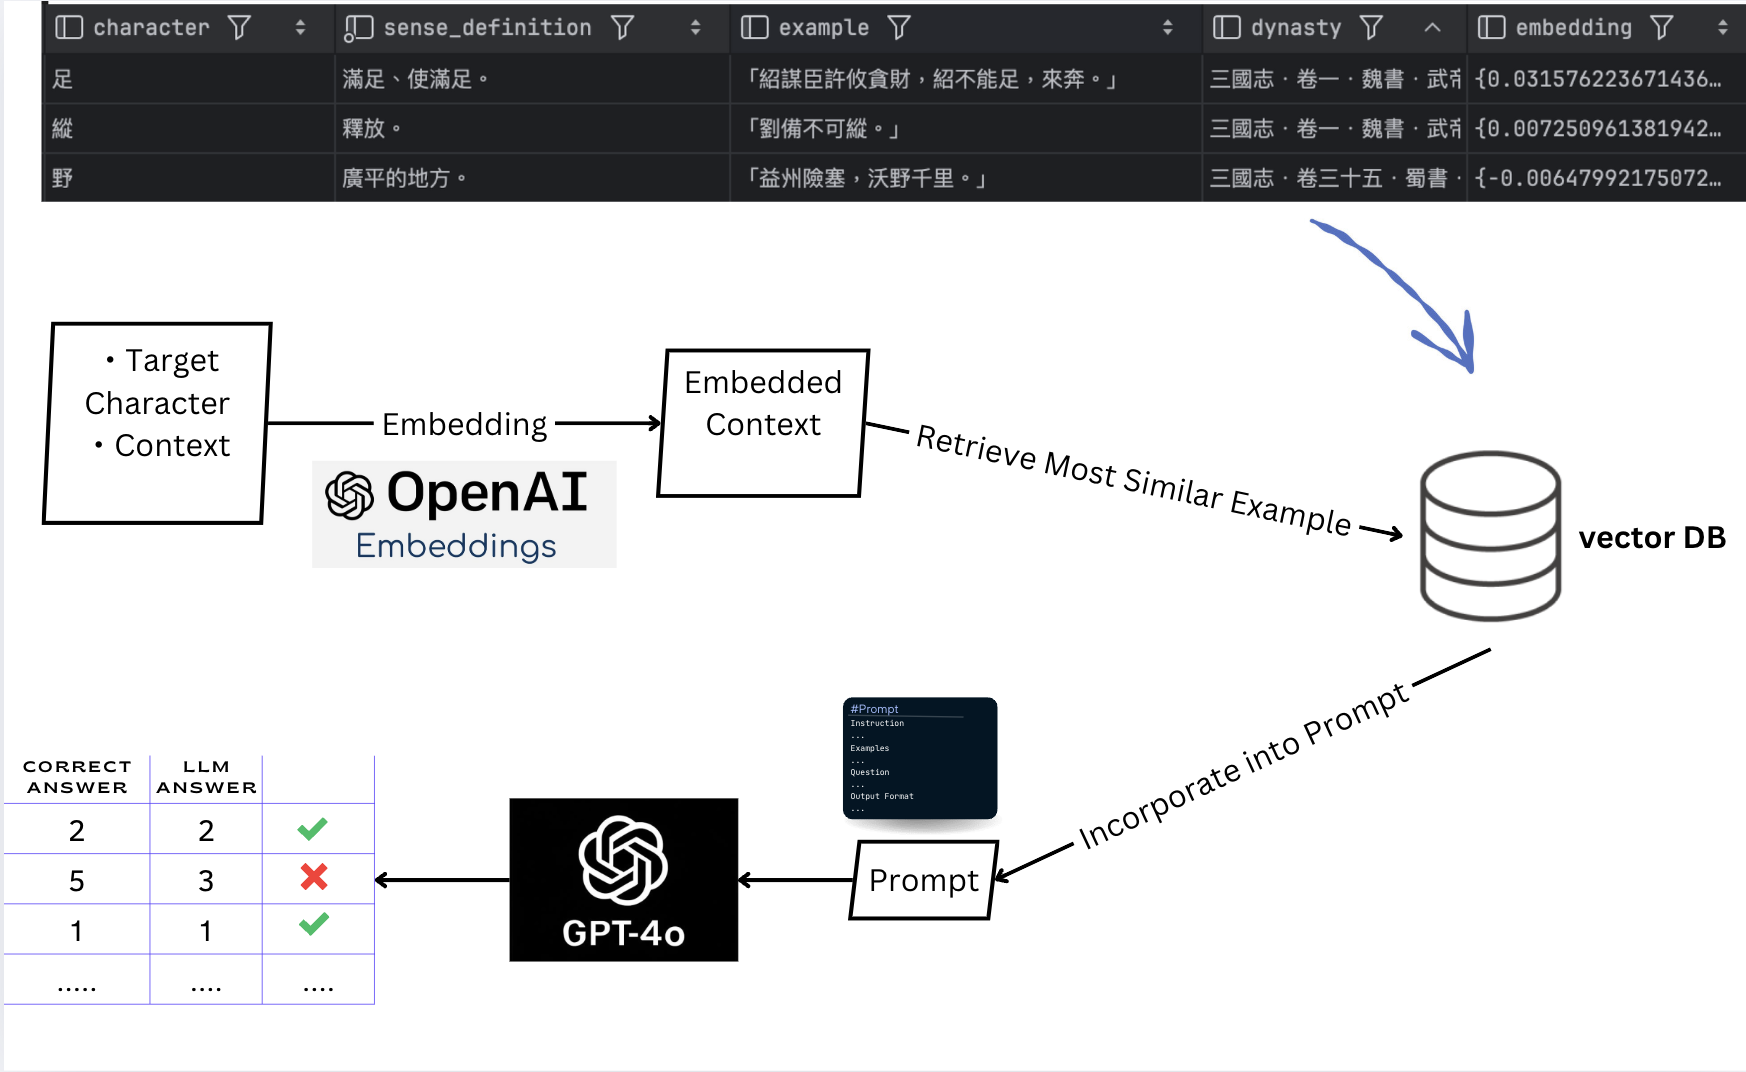 character sense_definition example dynasty embedding
足 滿足、使滿足。 「紹謀臣許攸貪財，紹不能足，來奔。」 三國志．卷一．魏書．武帝 {0.031576223671436…
縱 釋放。 「劉備不可縱。」 三國志．卷一．魏書．武帝 {0.007250961381942…
野 廣平的地方。 「益州險塞，沃野千里。」 三國志．卷三十五．蜀書． {-0.00647992175072…
• Target
Character
• Context
Embedding
OpenAI
Embeddings
Embedded
Context
Retrieve Most Similar Example
vector DB
Incorporate into Prompt
#Prompt
Instruction
...
Examples
...
Question
...
Output Format
...
Prompt
GPT-4o
CORRECT ANSWER LLM ANSWER
2 2
5 3
1 1
..... .... ....